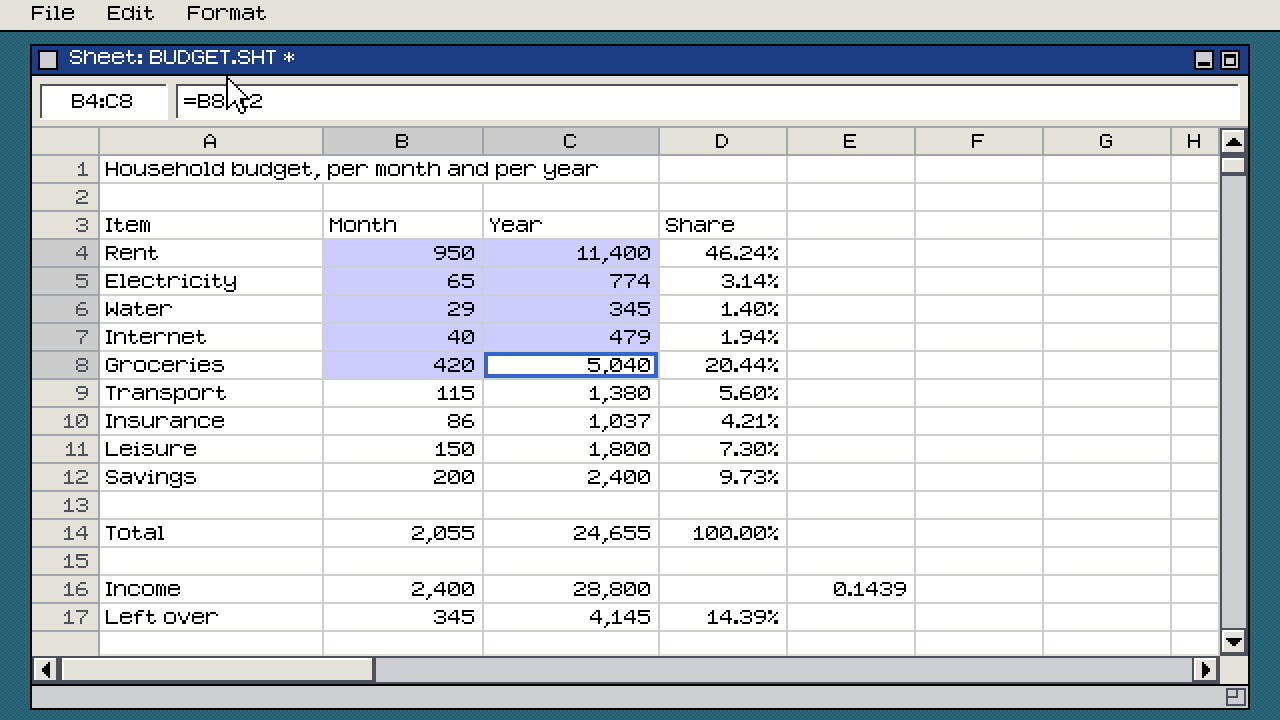 File Edit Format
Sheet: BUDGET.SHT *
B4:C8 =B8
A B C D E F G H
1 Household budget, per month and per year
2
3 Item Month Year Share
4 Rent 950 11,400 46.24%
5 Electricity 65 774 3.14%
6 Water 29 345 1.40%
7 Internet 40 479 1.94%
8 Groceries 420 5,040 20.44%
9 Transport 115 1,380 5.60%
10 Insurance 86 1,037 4.21%
11 Leisure 150 1,800 7.30%
12 Savings 200 2,400 9.73%
13
14 Total 2,055 24,655 100.00%
15
16 Income 2,400 28,800 0.1439
17 Left over 345 4,145 14.39%